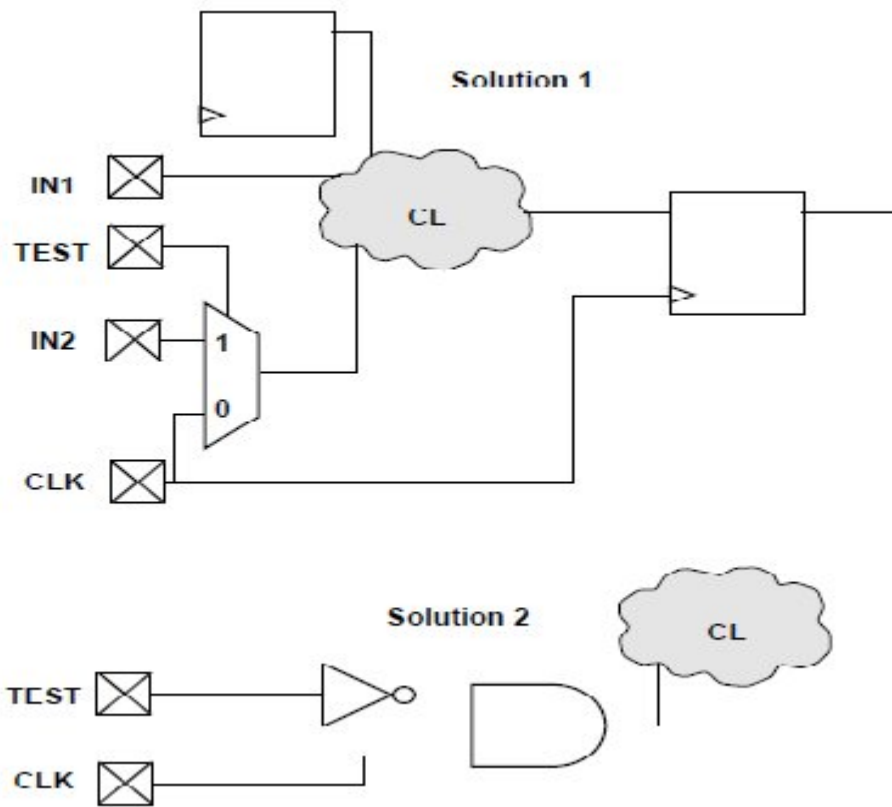 Solution 1
IN1
CL
TEST
IN2
1
0
CLK
Solution 2
CL
TEST
CLK